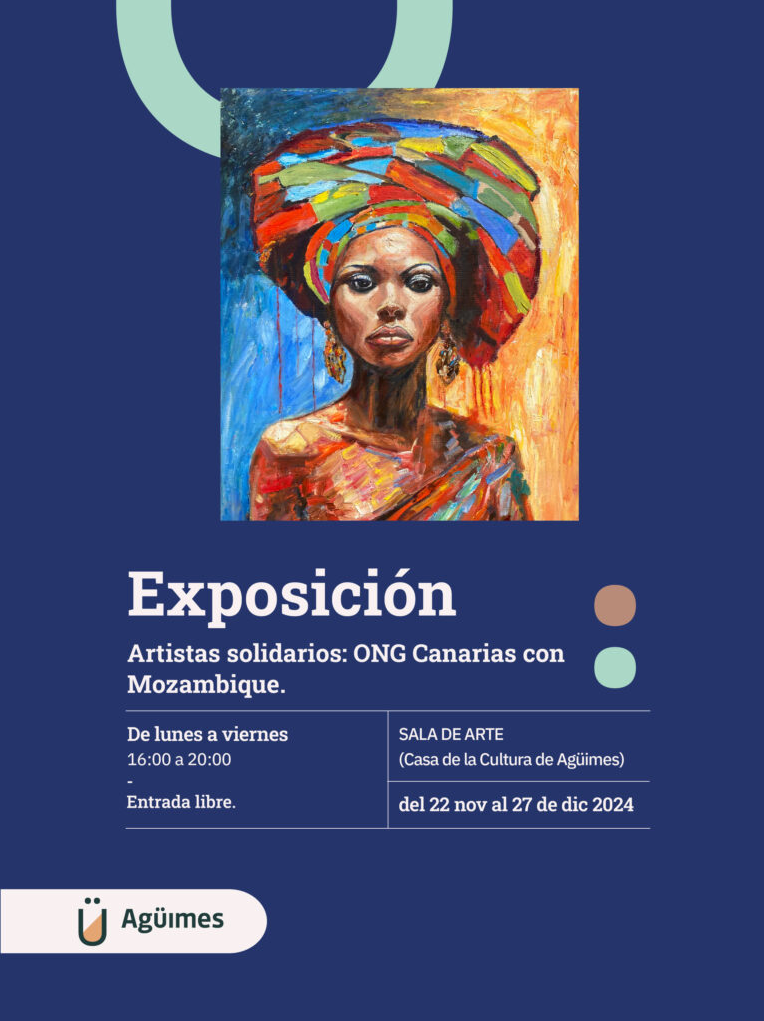 Exposición
Artistas solidarios: ONG Canarias con
Mozambique.
De lunes a viernes
16:00 a 20:00
-
Entrada libre.
SALA DE ARTE
(Casa de la Cultura de Agüimes)
del 22 nov al 27 de dic 2024
Agüimes